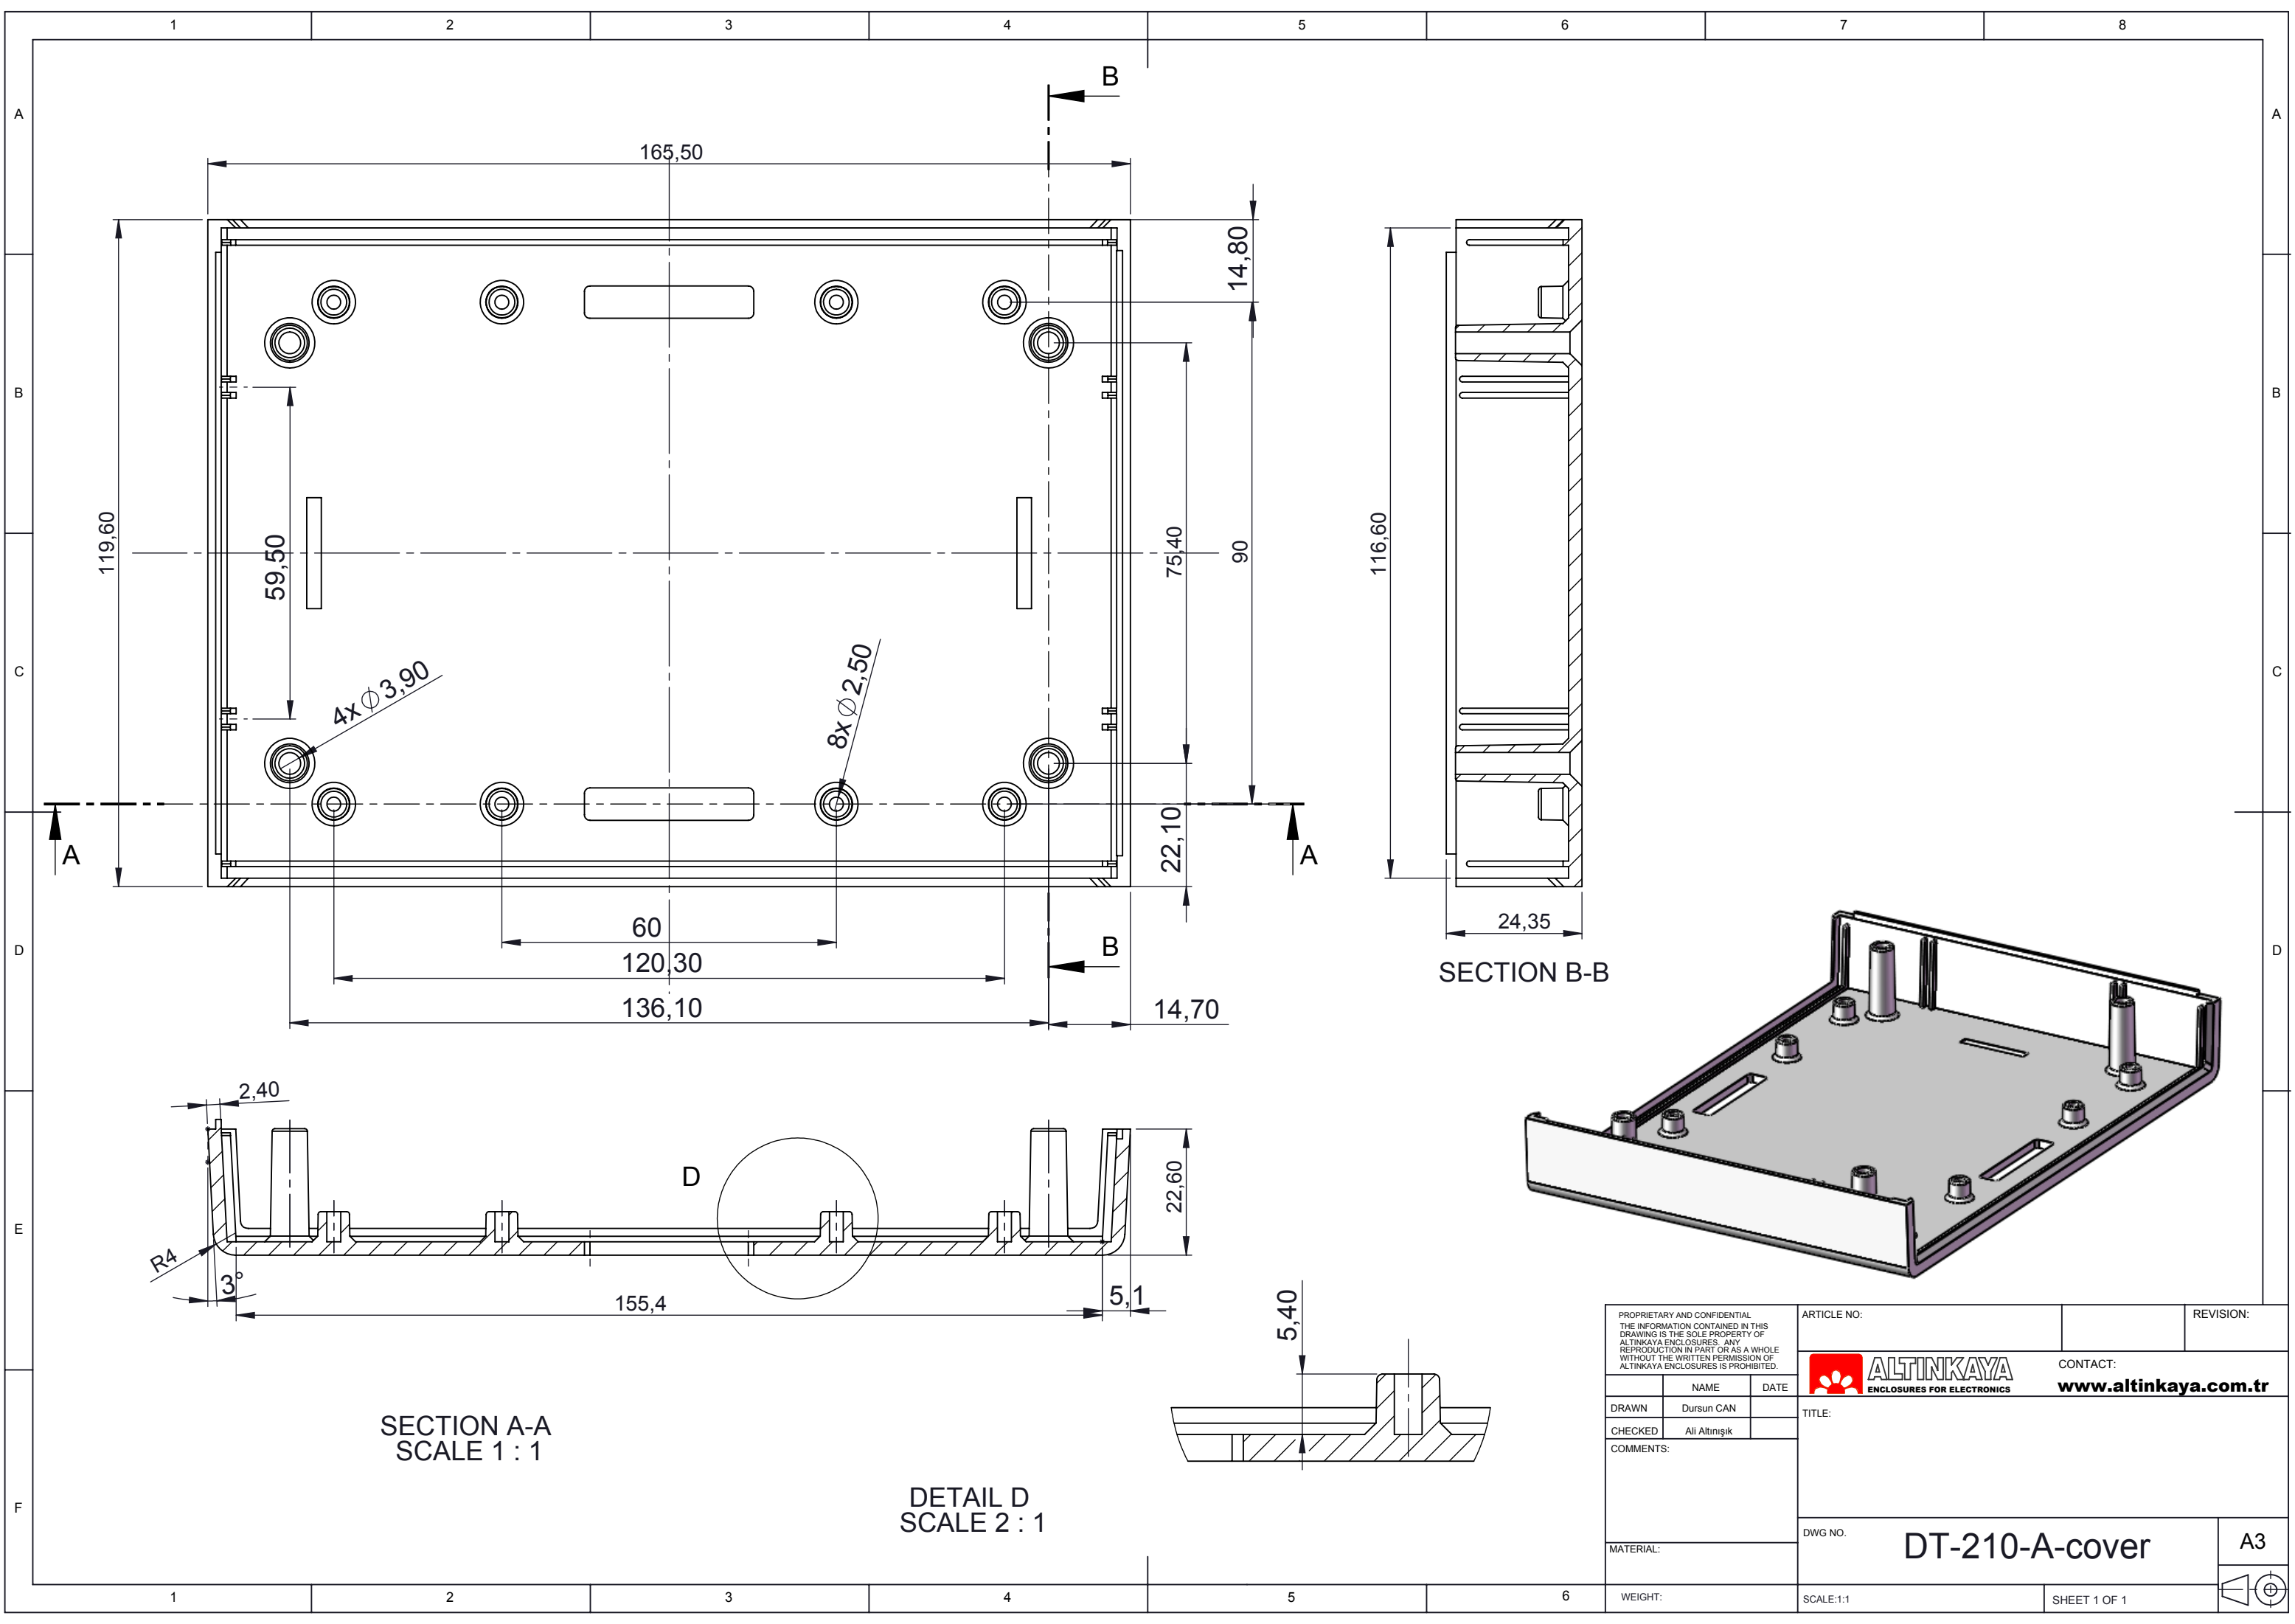 1 2 3 4 5 6 7 8
A A
B B
C C
D D
E
F
B
165,50
14,80
119,60
59,50
75,40
90
116,60
4x ∅ 3,90
8x ∅ 2,50
A
A
22,10
60
120,30
136,10
14,70
B
24,35
SECTION B-B
2,40
D
22,60
R4
3°
155,4
5,1
SECTION A-A
SCALE 1 : 1
5,40
DETAIL D
SCALE 2 : 1
PROPRIETARY AND CONFIDENTIAL
THE INFORMATION CONTAINED IN THIS
DRAWING IS THE SOLE PROPERTY OF
ALTINKAYA ENCLOSURES. ANY
REPRODUCTION IN PART OR AS A WHOLE
WITHOUT THE WRITTEN PERMISSION OF
ALTINKAYA ENCLOSURES IS PROHIBITED.
ARTICLE NO:
REVISION:
ALTINKAYA
ENCLOSURES FOR ELECTRONICS
CONTACT:
www.altinkaya.com.tr
NAME DATE
DRAWN Dursun CAN
CHECKED Ali Altınışık
COMMENTS:
TITLE:
MATERIAL:
DWG NO.
DT-210-A-cover
A3
WEIGHT:
SCALE:1:1
SHEET 1 OF 1
1 2 3 4 5 6